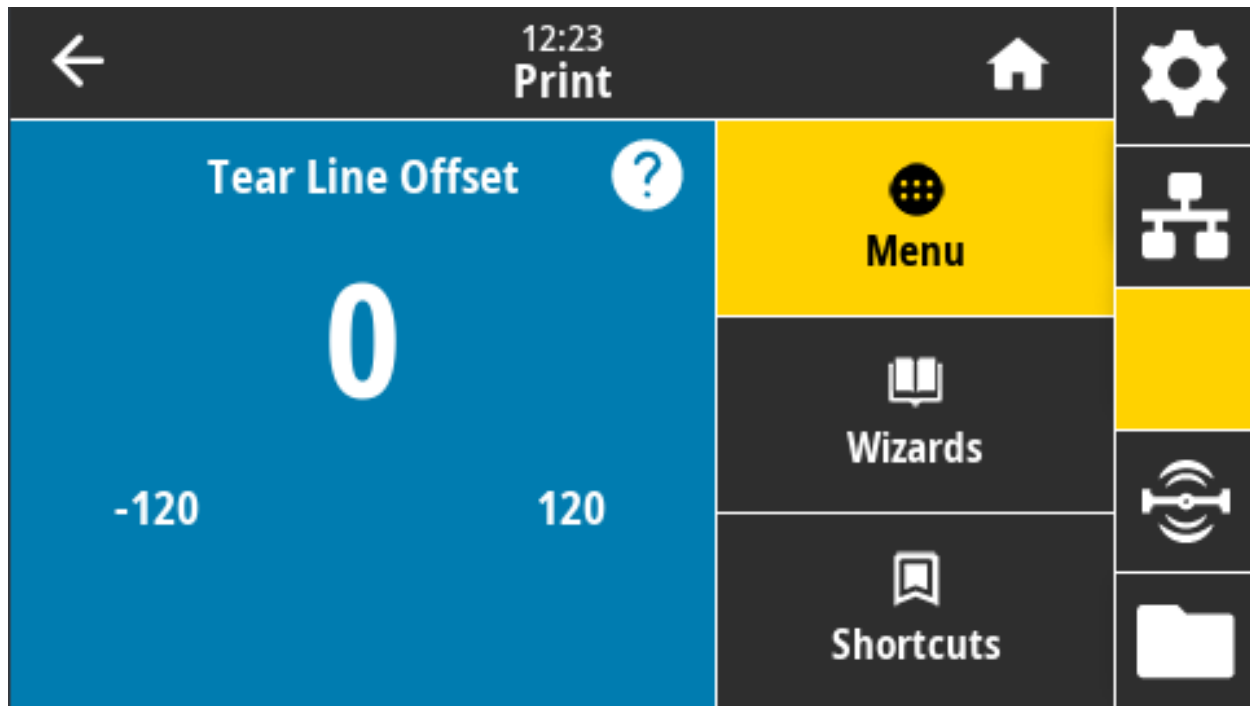 12:23
Print
Tear Line Offset
?
0
-120
120
Menu
Wizards
Shortcuts